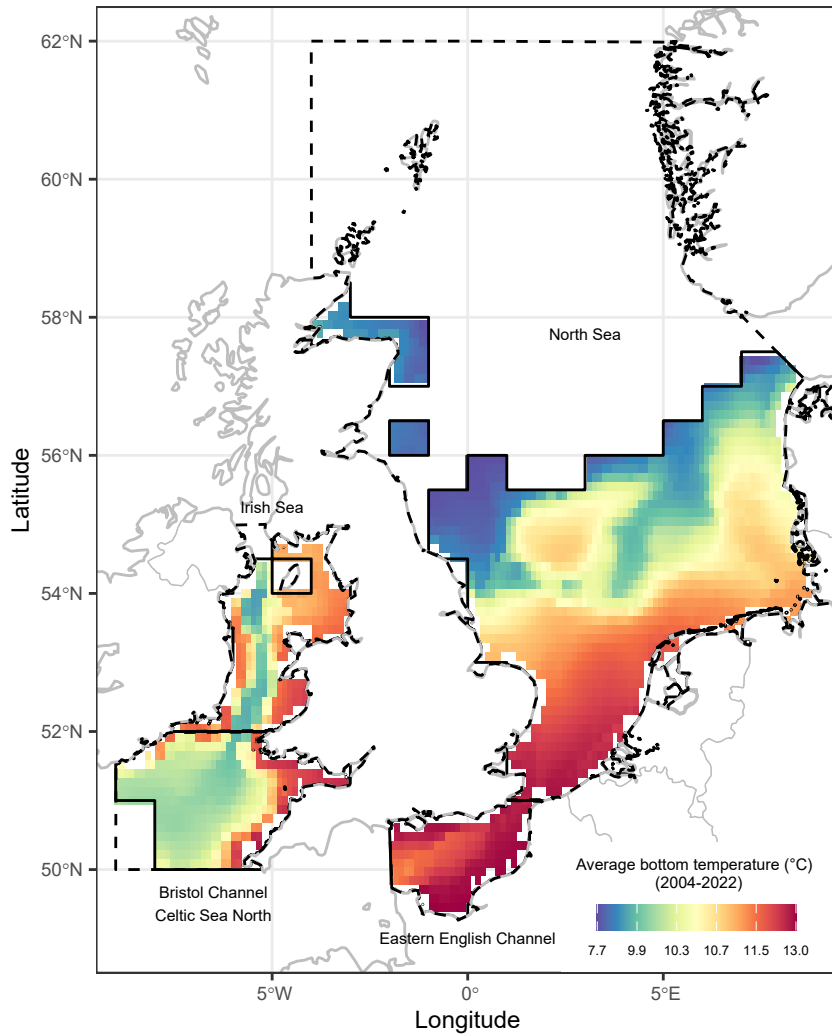 62°N
60°N
58°N
56°N
54°N
52°N
50°N
Latitude
North Sea
Irish Sea
Bristol Channel
Celtic Sea North
Eastern English Channel
Average bottom temperature (°C)
(2004-2022)
7.7 9.9 10.3 10.7 11.5 13.0
5°W 0° 5°E
Longitude